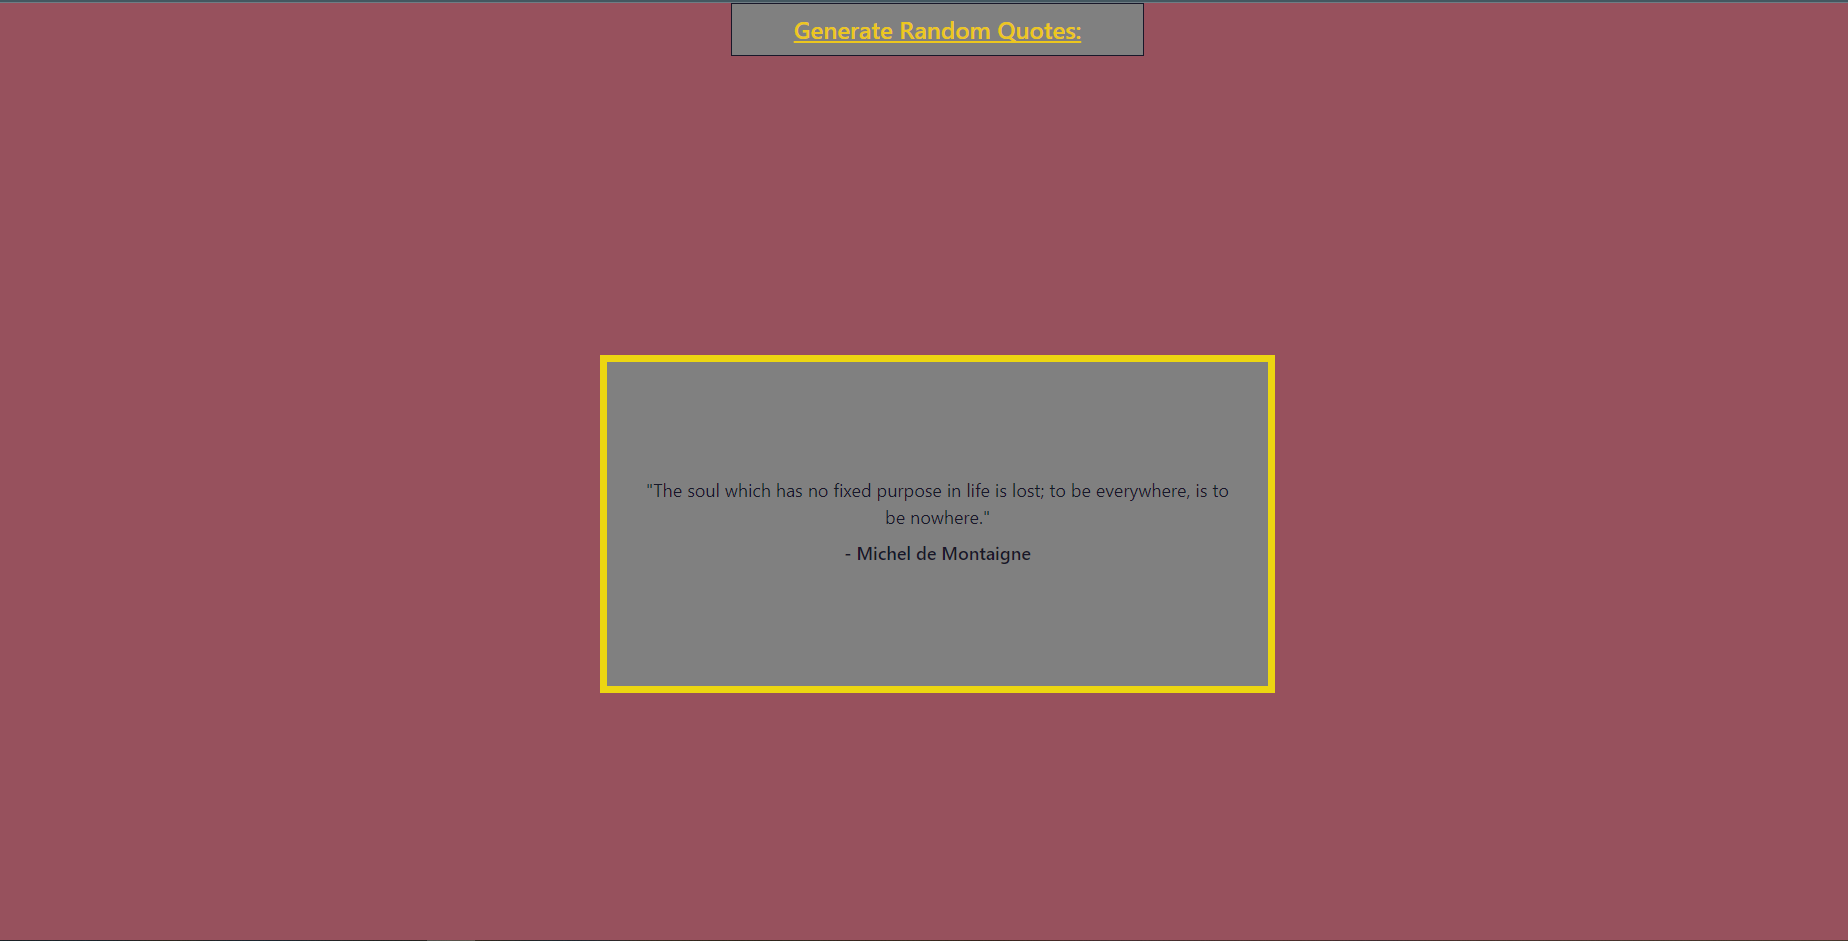 Generate Random Quotes:
"The soul which has no fixed purpose in life is lost; to be everywhere, is to
be nowhere."
- Michel de Montaigne